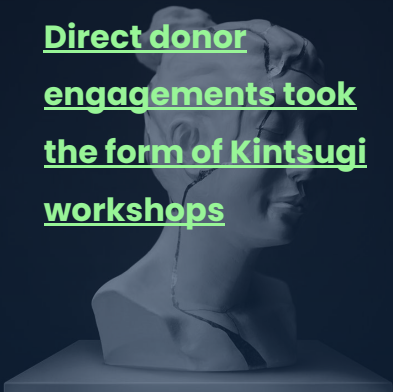 Direct donor
engagements took
the form of Kintsugi
workshops